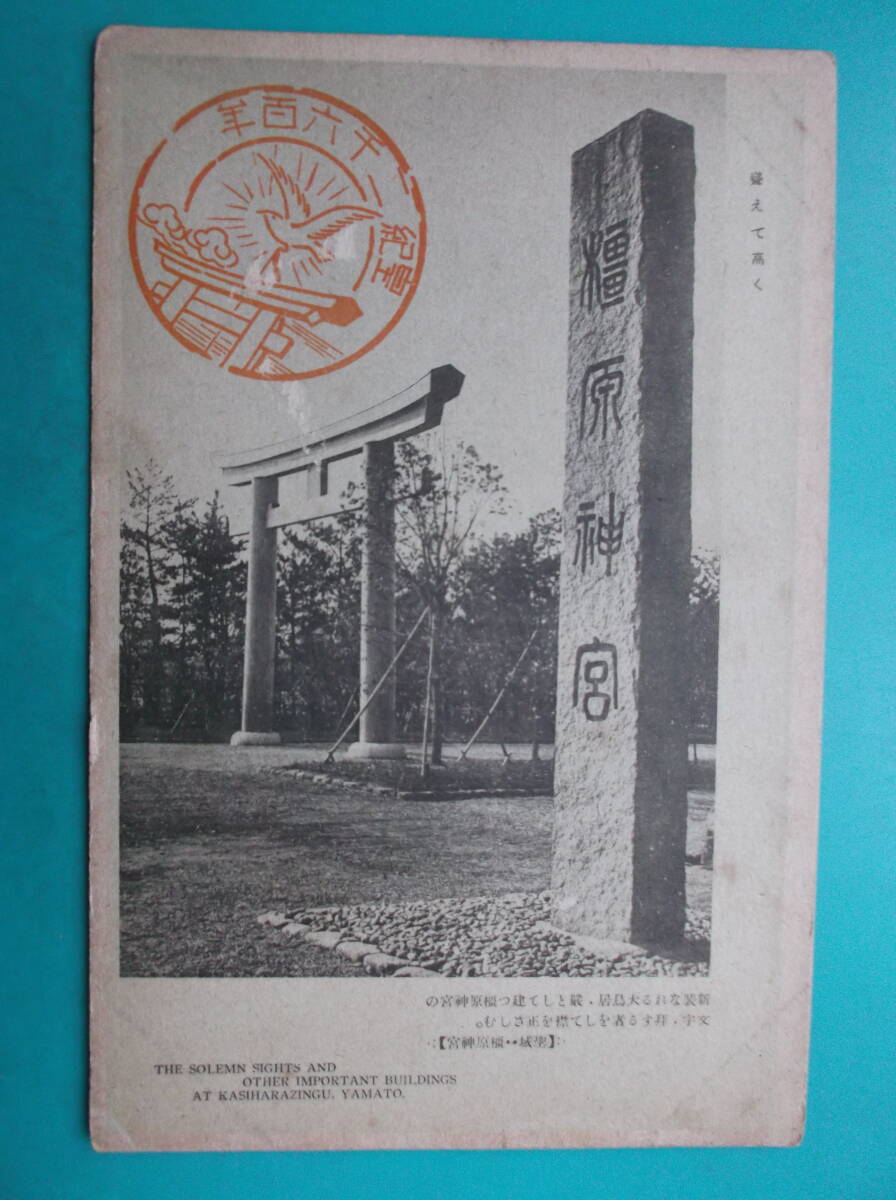 皇紀二千六百年
橿原神宮
聳えて高く
新装なれる大鳥居、厳として建つ橿原神宮の
文字、拝する者をして襟を正さしむ。
【聖域・・橿原神宮】
THE SOLEMN SIGHTS AND
OTHER IMPORTANT BUILDINGS
AT KASIHARAZINGU, YAMATO.